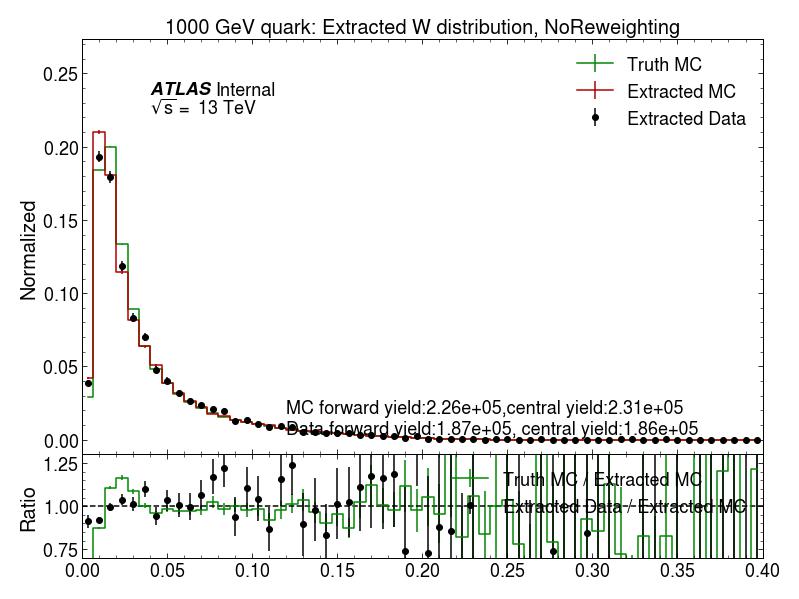 1000 GeV quark: Extracted W distribution, NoReweighting
Normalized
0.25
0.20
0.15
0.10
0.05
0.00
ATLAS Internal
√s = 13 TeV
Truth MC
Extracted MC
Extracted Data
MC forward yield:2.26e+05,central yield:2.31e+05
Data forward yield:1.87e+05, central yield:1.86e+05
Ratio
1.25
1.00
0.75
Truth MC / Extracted MC
Extracted Data / Extracted MC
0.00 0.05 0.10 0.15 0.20 0.25 0.30 0.35 0.40